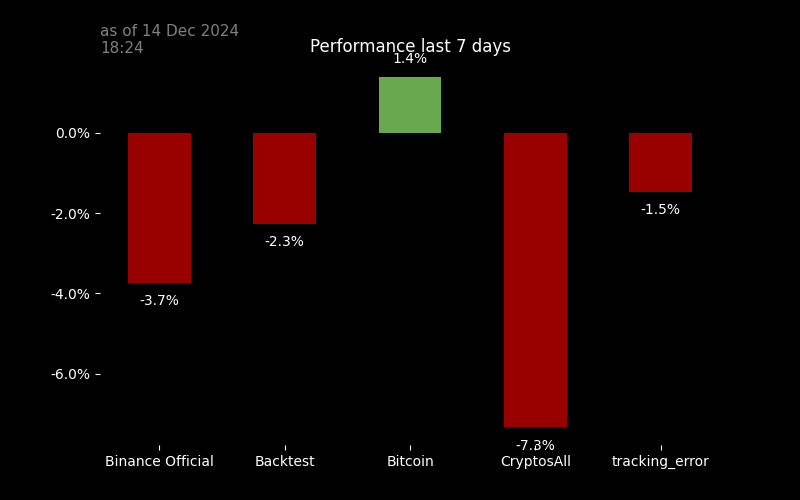 as of 14 Dec 2024
18:24
Performance last 7 days
1.4%
0.0%
-2.0%
-4.0%
-6.0%
-3.7%
-2.3%
-7.3%
-1.5%
Binance Official
Backtest
Bitcoin
CryptosAll
tracking_error